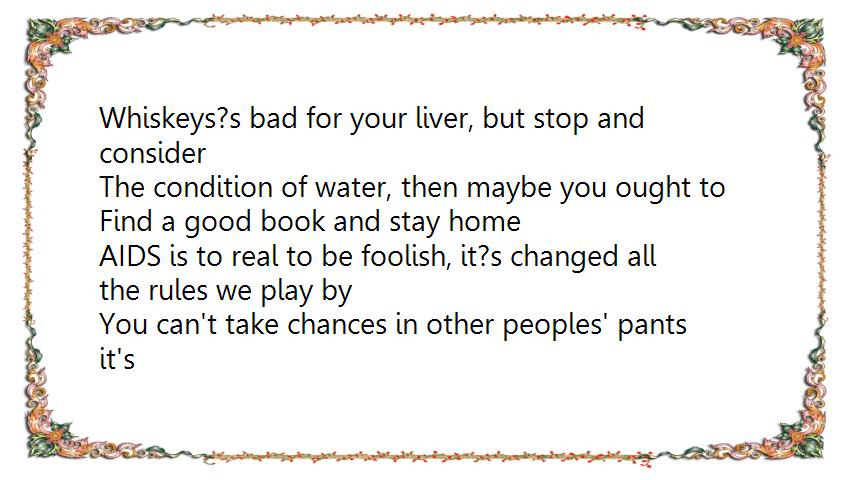 Whiskeys?s bad for your liver, but stop and
consider
The condition of water, then maybe you ought to
Find a good book and stay home
AIDS is to real to be foolish, it?s changed all
the rules we play by
You can't take chances in other peoples' pants
it's